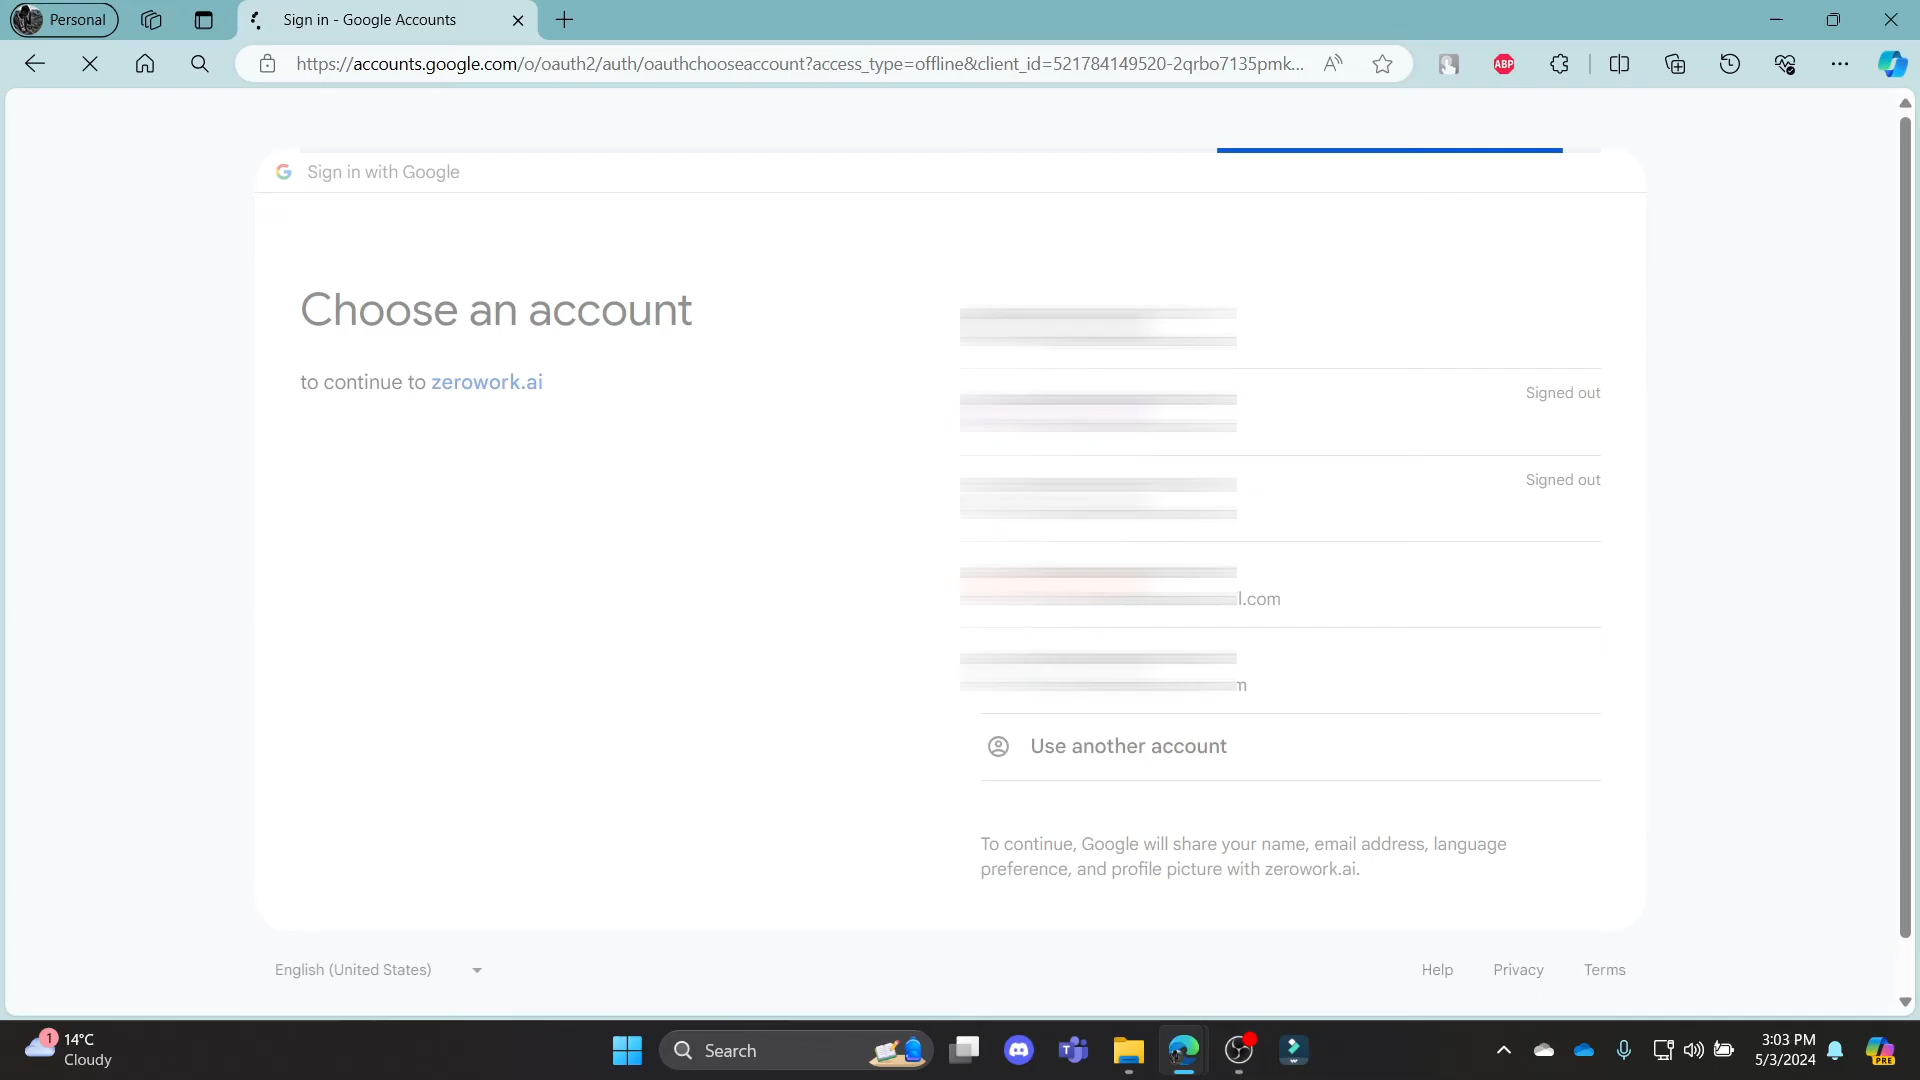 Personal
Sign in - Google Accounts
https://accounts.google.com/o/oauth2/auth/oauthchooseaccount?access_type=offline&client_id=521784149520-2qrbo7135pmk...
ABP
Sign in with Google
Choose an account
to continue to zerowork.ai
Signed out
Signed out
l.com
m
Use another account
To continue, Google will share your name, email address, language
preference, and profile picture with zerowork.ai.
English (United States)
Help
Privacy
Terms
1
14°C
Cloudy
Search
3:03 PM
5/3/2024
PRE